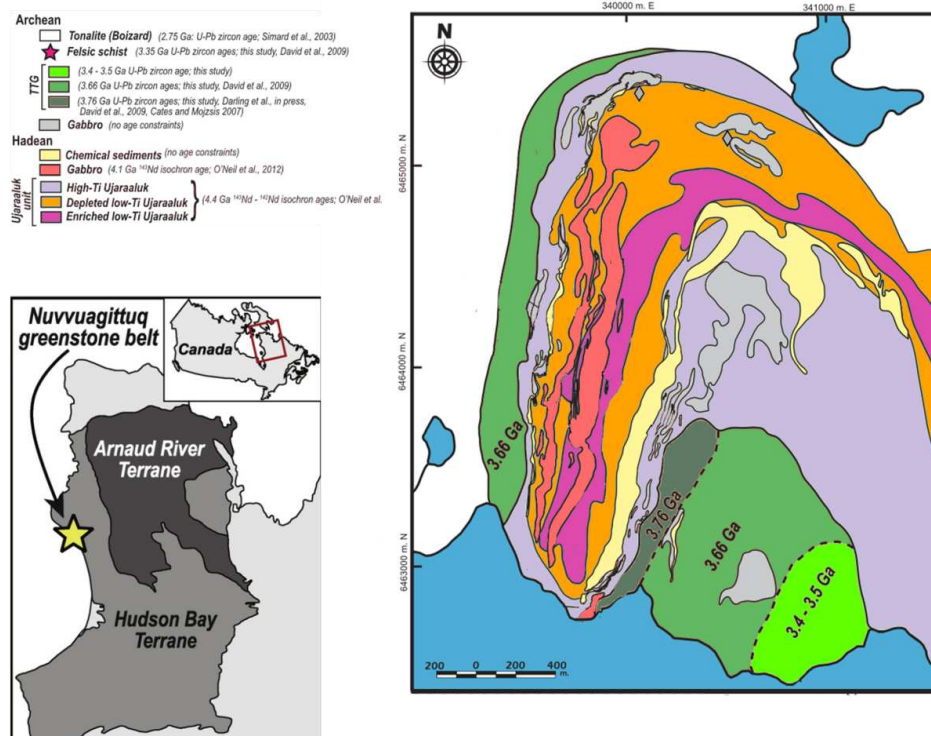 Archean
Tonalite (Boizard) (2.75 Ga: U-Pb zircon age; Simard et al., 2003)
Felsic schist (3.35 Ga U-Pb zircon ages; this study, David et al., 2009)
TTG
(3.4 - 3.5 Ga U-Pb zircon age; this study)
(3.66 Ga U-Pb zircon ages; this study, David et al., 2009)
(3.76 Ga U-Pb zircon ages; this study, Darling et al., in press,
David et al., 2009, Cates and Mojzsis 2007)
Gabbro (no age constraints)
Hadean
Chemical sediments (no age constraints)
Gabbro (4.1 Ga ¹⁴³Nd isochron age; O'Neil et al., 2012)
Ujaraaluk
unit
High-Ti Ujaraaluk
Depleted low-Ti Ujaraaluk
Enriched low-Ti Ujaraaluk
(4.4 Ga ¹⁴³Nd - ¹⁴²Nd isochron ages; O'Neil et al.
Nuvvuagittuq
greenstone belt
Canada
Arnaud River
Terrane
Hudson Bay
Terrane
340000 m. E
341000 m. E
N
6465000 m. N
6464000 m. N
6463000 m. N
3.66 Ga
3.76 Ga
3.66 Ga
3.4 - 3.5 Ga
200 0 200 400
m.